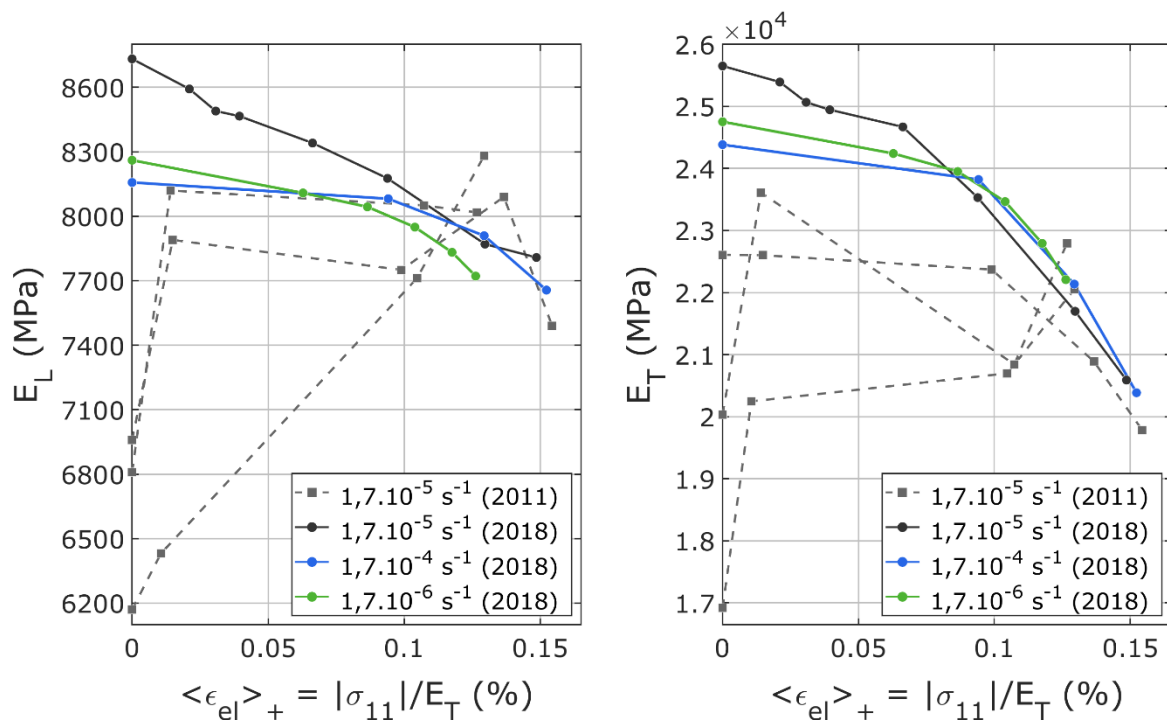 8700
8300
8000
7700
7400
7100
6800
6500
6200
E_L (MPa)
0
0.05
0.1
0.15
<ϵ_el>_+ = |σ_11|/E_T (%)
1,7.10^-5 s^-1 (2011)
1,7.10^-5 s^-1 (2018)
1,7.10^-4 s^-1 (2018)
1,7.10^-6 s^-1 (2018)
×10^4
2.6
2.5
2.4
2.3
2.2
2.1
2
1.9
1.8
1.7
E_T (MPa)
0
0.05
0.1
0.15
<ϵ_el>_+ = |σ_11|/E_T (%)
1,7.10^-5 s^-1 (2011)
1,7.10^-5 s^-1 (2018)
1,7.10^-4 s^-1 (2018)
1,7.10^-6 s^-1 (2018)